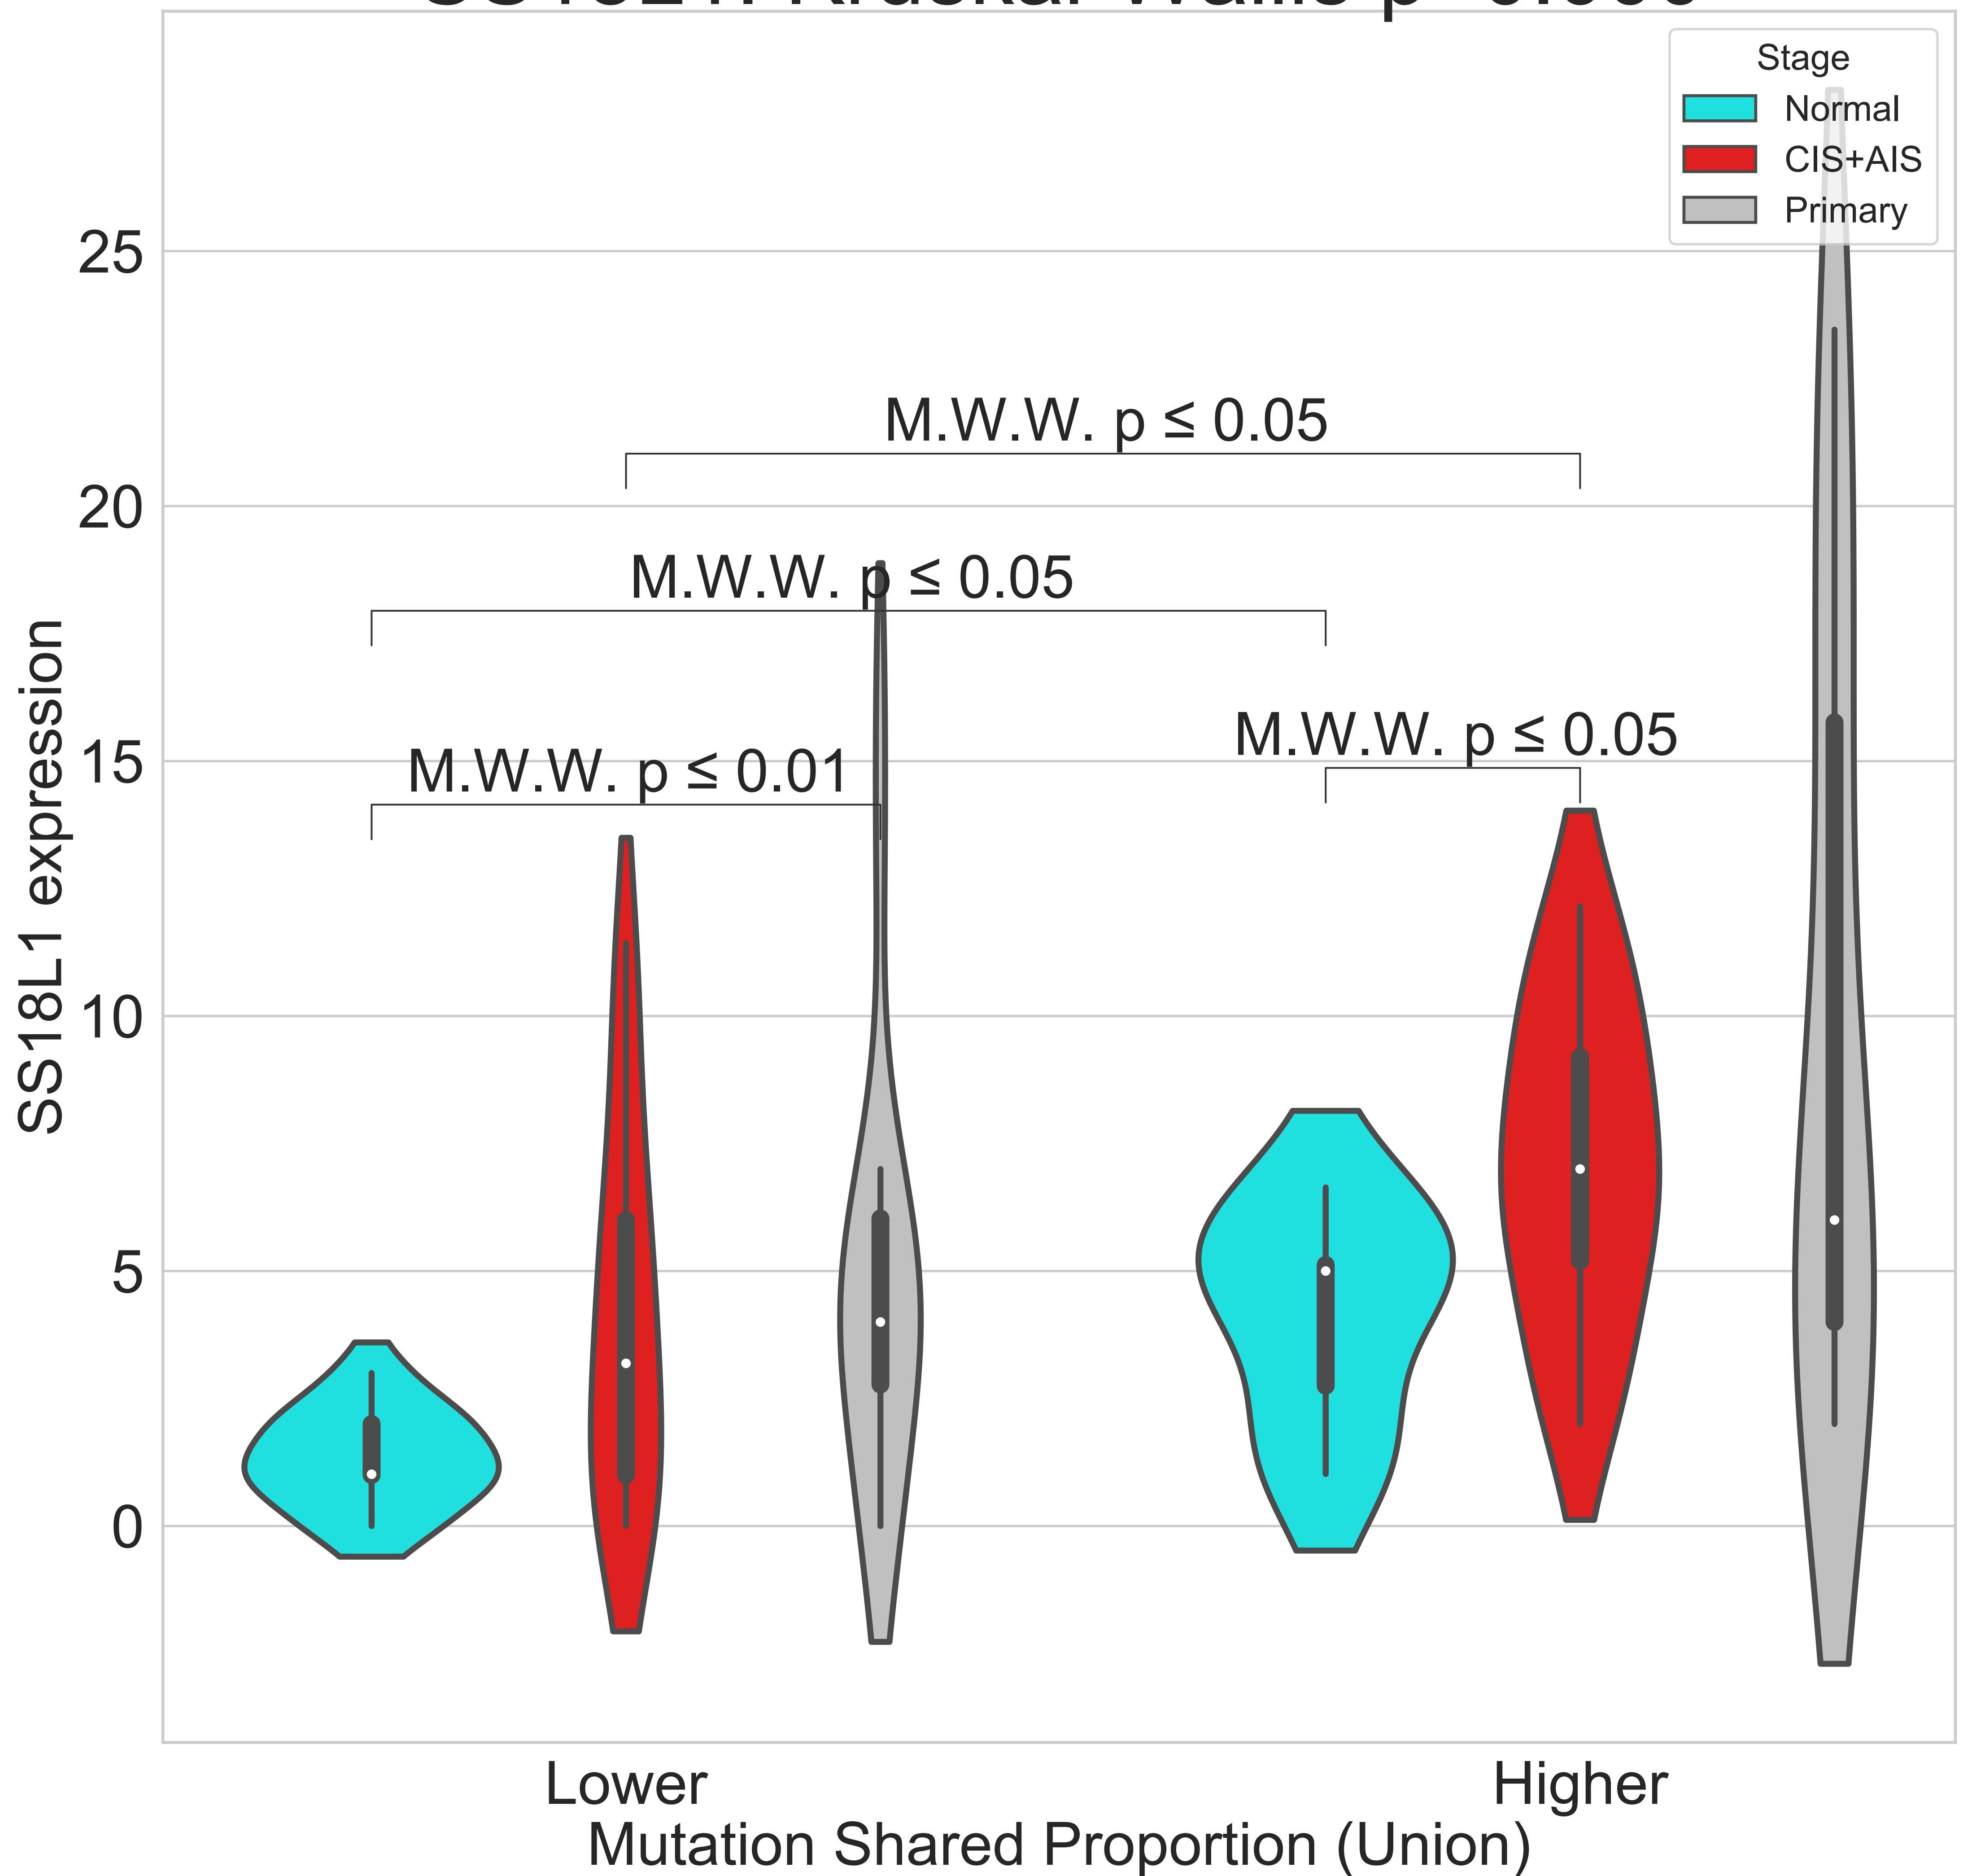 Stage
Normal
CIS+AIS
Primary
25
20
15
10
5
0
SS18L1 expression
M.W.W. p ≤ 0.05
M.W.W. p ≤ 0.05
M.W.W. p ≤ 0.05
M.W.W. p ≤ 0.01
Lower
Higher
Mutation Shared Proportion (Union)